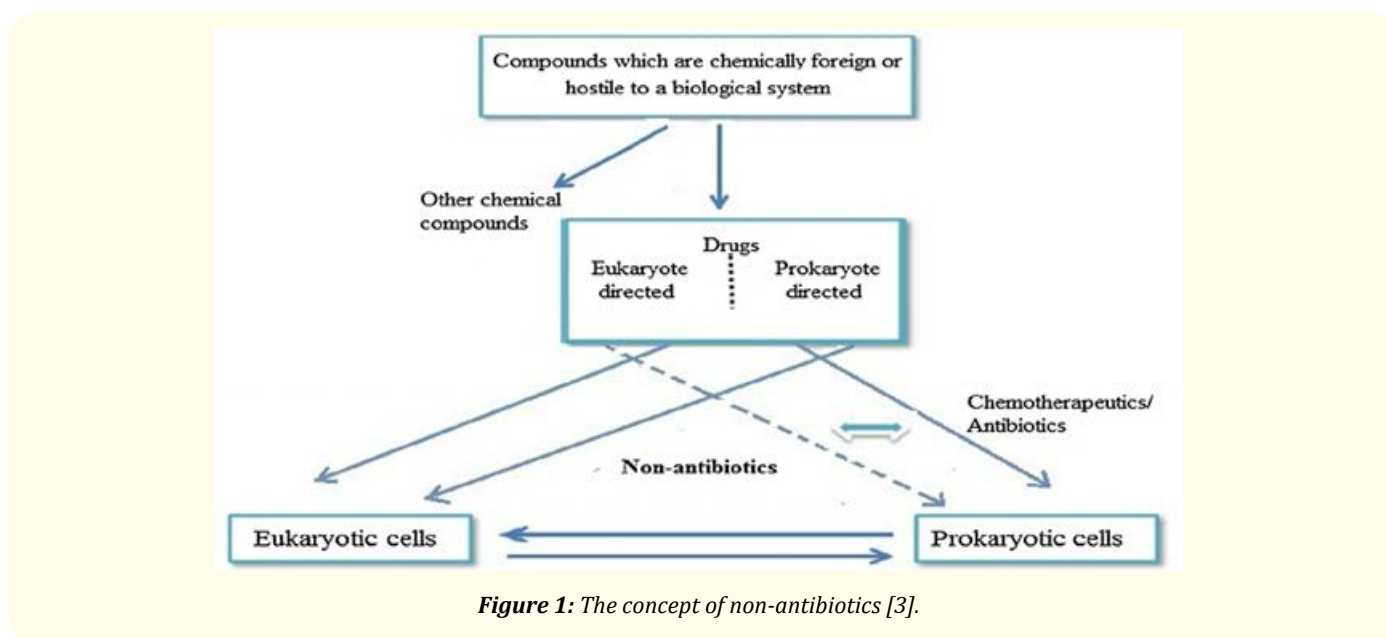 Compounds which are chemically foreign or
hostile to a biological system
Other chemical
compounds
Drugs
Eukaryote
directed
Prokaryote
directed
Chemotherapeutics/
Antibiotics
Non-antibiotics
Eukaryotic cells
Prokaryotic cells
Figure 1: The concept of non-antibiotics [3].